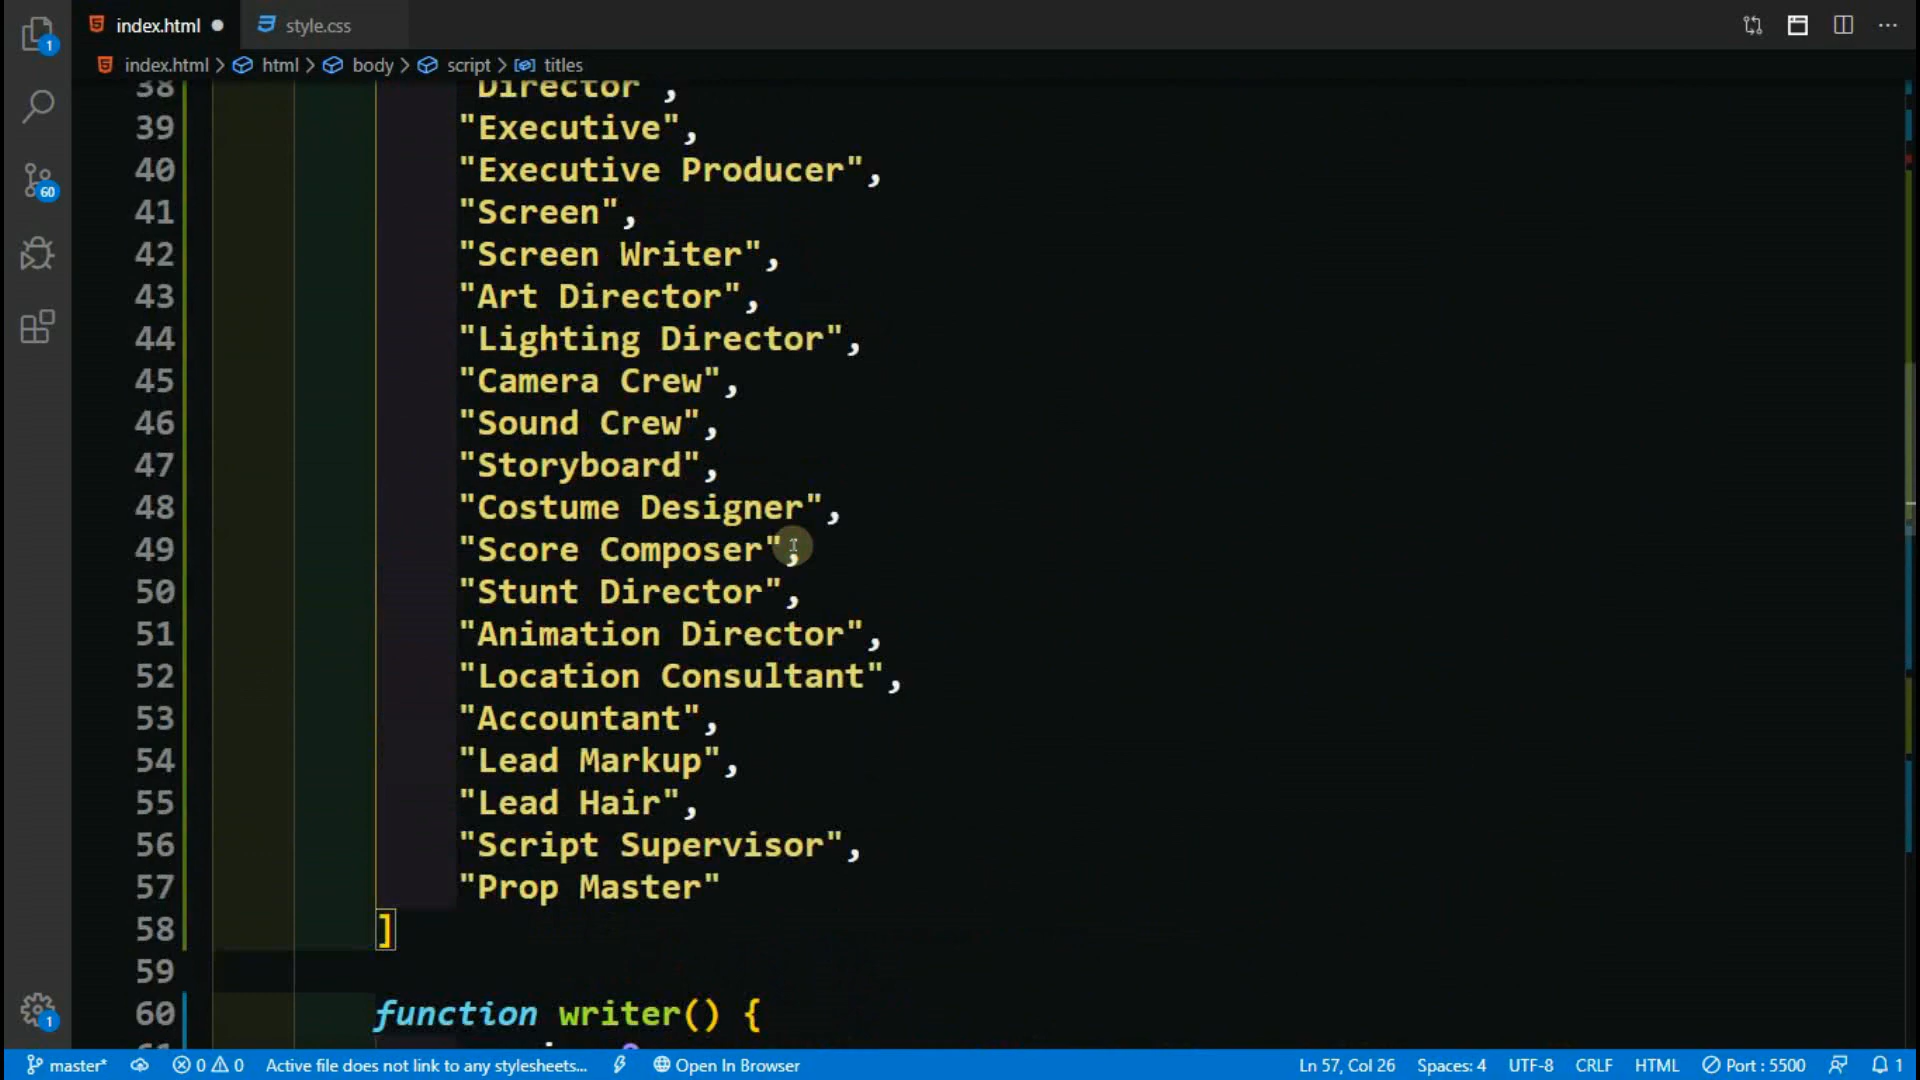 index.html
style.css
index.html > html > body > script > titles
38 "Director",
39 "Executive",
40 "Executive Producer",
41 "Screen",
42 "Screen Writer",
43 "Art Director",
44 "Lighting Director",
45 "Camera Crew",
46 "Sound Crew",
47 "Storyboard",
48 "Costume Designer",
49 "Score Composer",
50 "Stunt Director",
51 "Animation Director",
52 "Location Consultant",
53 "Accountant",
54 "Lead Markup",
55 "Lead Hair",
56 "Script Supervisor",
57 "Prop Master"
58 ]
59
60 function writer() {
1
60
1
master* 0 0 Active file does not link to any stylesheets... Open In Browser Ln 57, Col 26 Spaces: 4 UTF-8 CRLF HTML Port : 5500 1